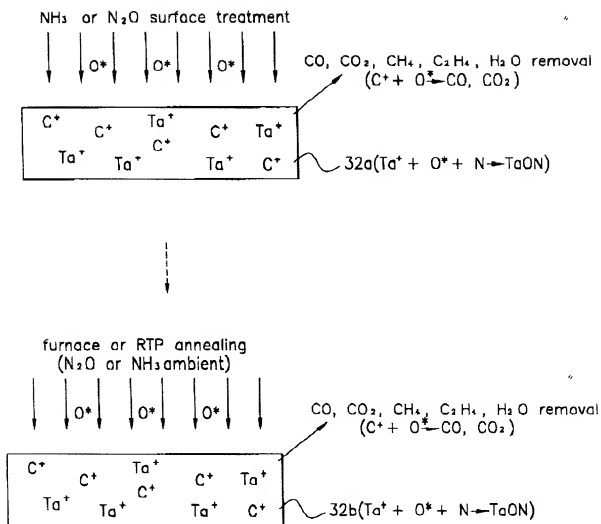 NH₃ or N₂O surface treatment
O* O* O*
CO, CO₂, CH₄, C₂H₄, H₂O removal
(C⁺ + O*→CO, CO₂)
C⁺ C⁺ Ta⁺ C⁺ Ta⁺
Ta⁺ Ta⁺ C⁺ Ta⁺ C⁺
32a(Ta⁺ + O* + N→TaON)
furnace or RTP annealing
(N₂O or NH₃ ambient)
O* O* O*
CO, CO₂, CH₄, C₂H₄, H₂O removal
(C⁺ + O*→CO, CO₂)
C⁺ C⁺ Ta⁺ C⁺ Ta⁺
Ta⁺ Ta⁺ C⁺ Ta⁺ C⁺
32b(Ta⁺ + O* + N→TaON)